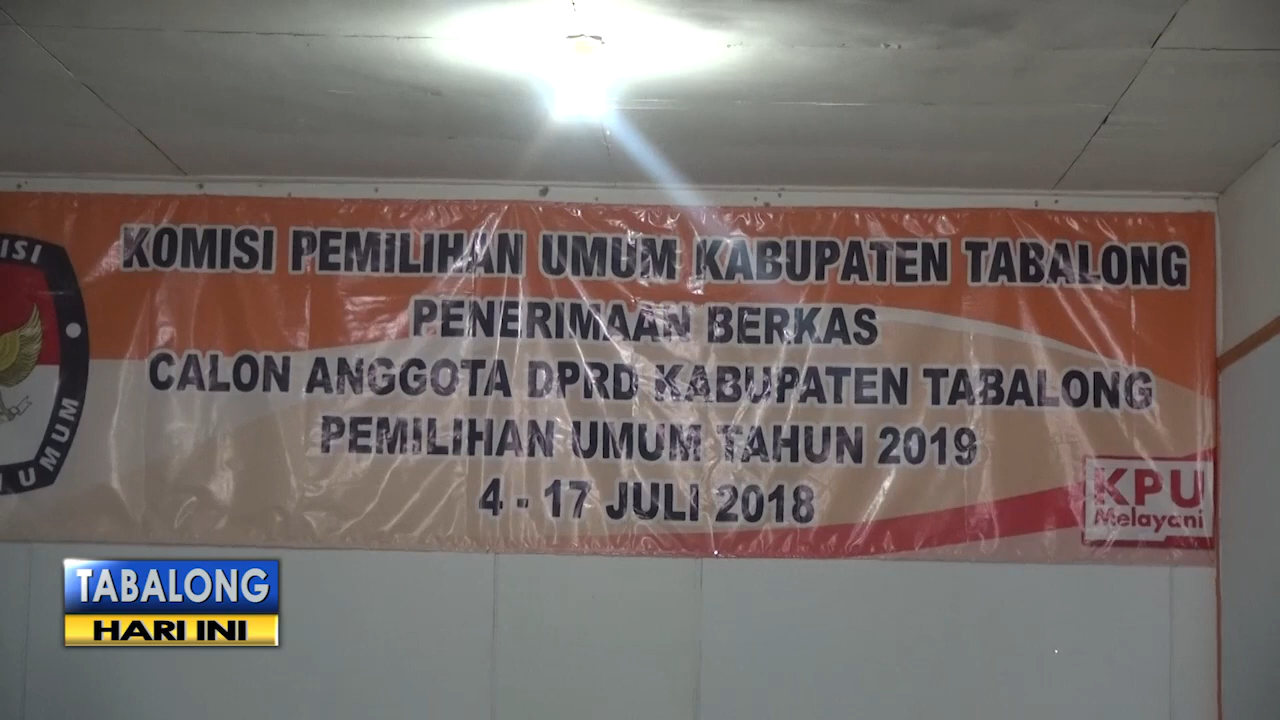 KOMISI PEMILIHAN UMUM KABUPATEN TABALONG
PENERIMAAN BERKAS
CALON ANGGOTA DPRD KABUPATEN TABALONG
PEMILIHAN UMUM TAHUN 2019
4 - 17 JULI 2018
KPU
Melayani
UMUM
TABALONG
HARI INI